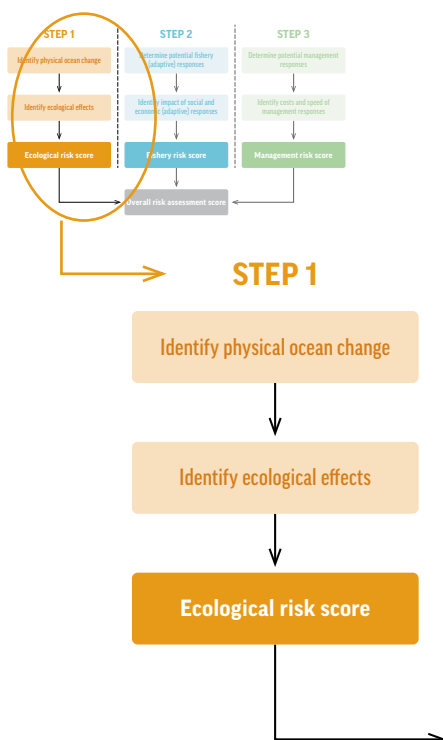 STEP 1
STEP 2
STEP 3
Identify physical ocean change
Determine potential fishery
(adaptive) responses
Determine potential management
responses
Identify ecological effects
Identify impact of social and
economic (adaptive) responses
Identify costs and speed of
management responses
Ecological risk score
Fishery risk score
Management risk score
Overall risk assessment score
STEP 1
Identify physical ocean change
Identify ecological effects
Ecological risk score